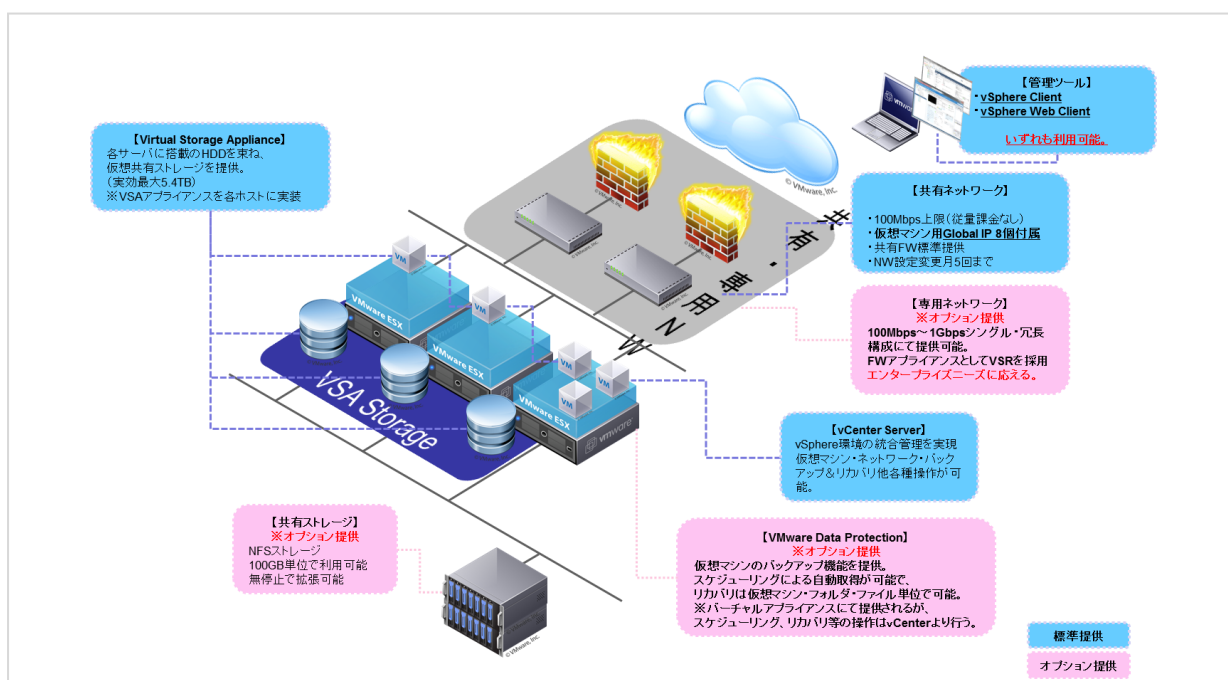 【管理ツール】
・vSphere Client
・vSphere Web Client
いずれも利用可能。
vmware
© VMware, Inc.
【Virtual Storage Appliance】
各サーバに搭載のHDDを束ね、
仮想共有ストレージを提供。
（実効最大5.4TB）
※VSAアプライアンスを各ホストに実装
【共有ネットワーク】
・100Mbps上限（従量課金なし）
・仮想マシン用Global IP 8個付属
・共有FW標準提供
・NW設定変更月5回まで
共有・専用NW
【専用ネットワーク】
※オプション提供
100Mbps～1Gbpsシングル・冗長
構成にて提供可能。
FWアプライアンスとしてVSRを採用
エンタープライズニーズに応える。
VM
VMware ESX
VM
VMware ESX
VM
VM
VM
VMware ESX
vmware
VSA Storage
【vCenter Server】
vSphere環境の統合管理を実現
仮想マシン・ネットワーク・バック
アップ＆リカバリ他各種操作が可
能。
【共有ストレージ】
※オプション提供
NFSストレージ
100GB単位で利用可能
無停止で拡張可能
© VMware, Inc.
【VMware Data Protection】
※オプション提供
仮想マシンのバックアップ機能を提供。
スケジューリングによる自動取得が可能で、
リカバリは仮想マシン・フォルダ・ファイル単位で可能。
※バーチャルアプライアンスにて提供されるが、
スケジューリング、リカバリ等の操作はvCenterより行う。
標準提供
オプション提供